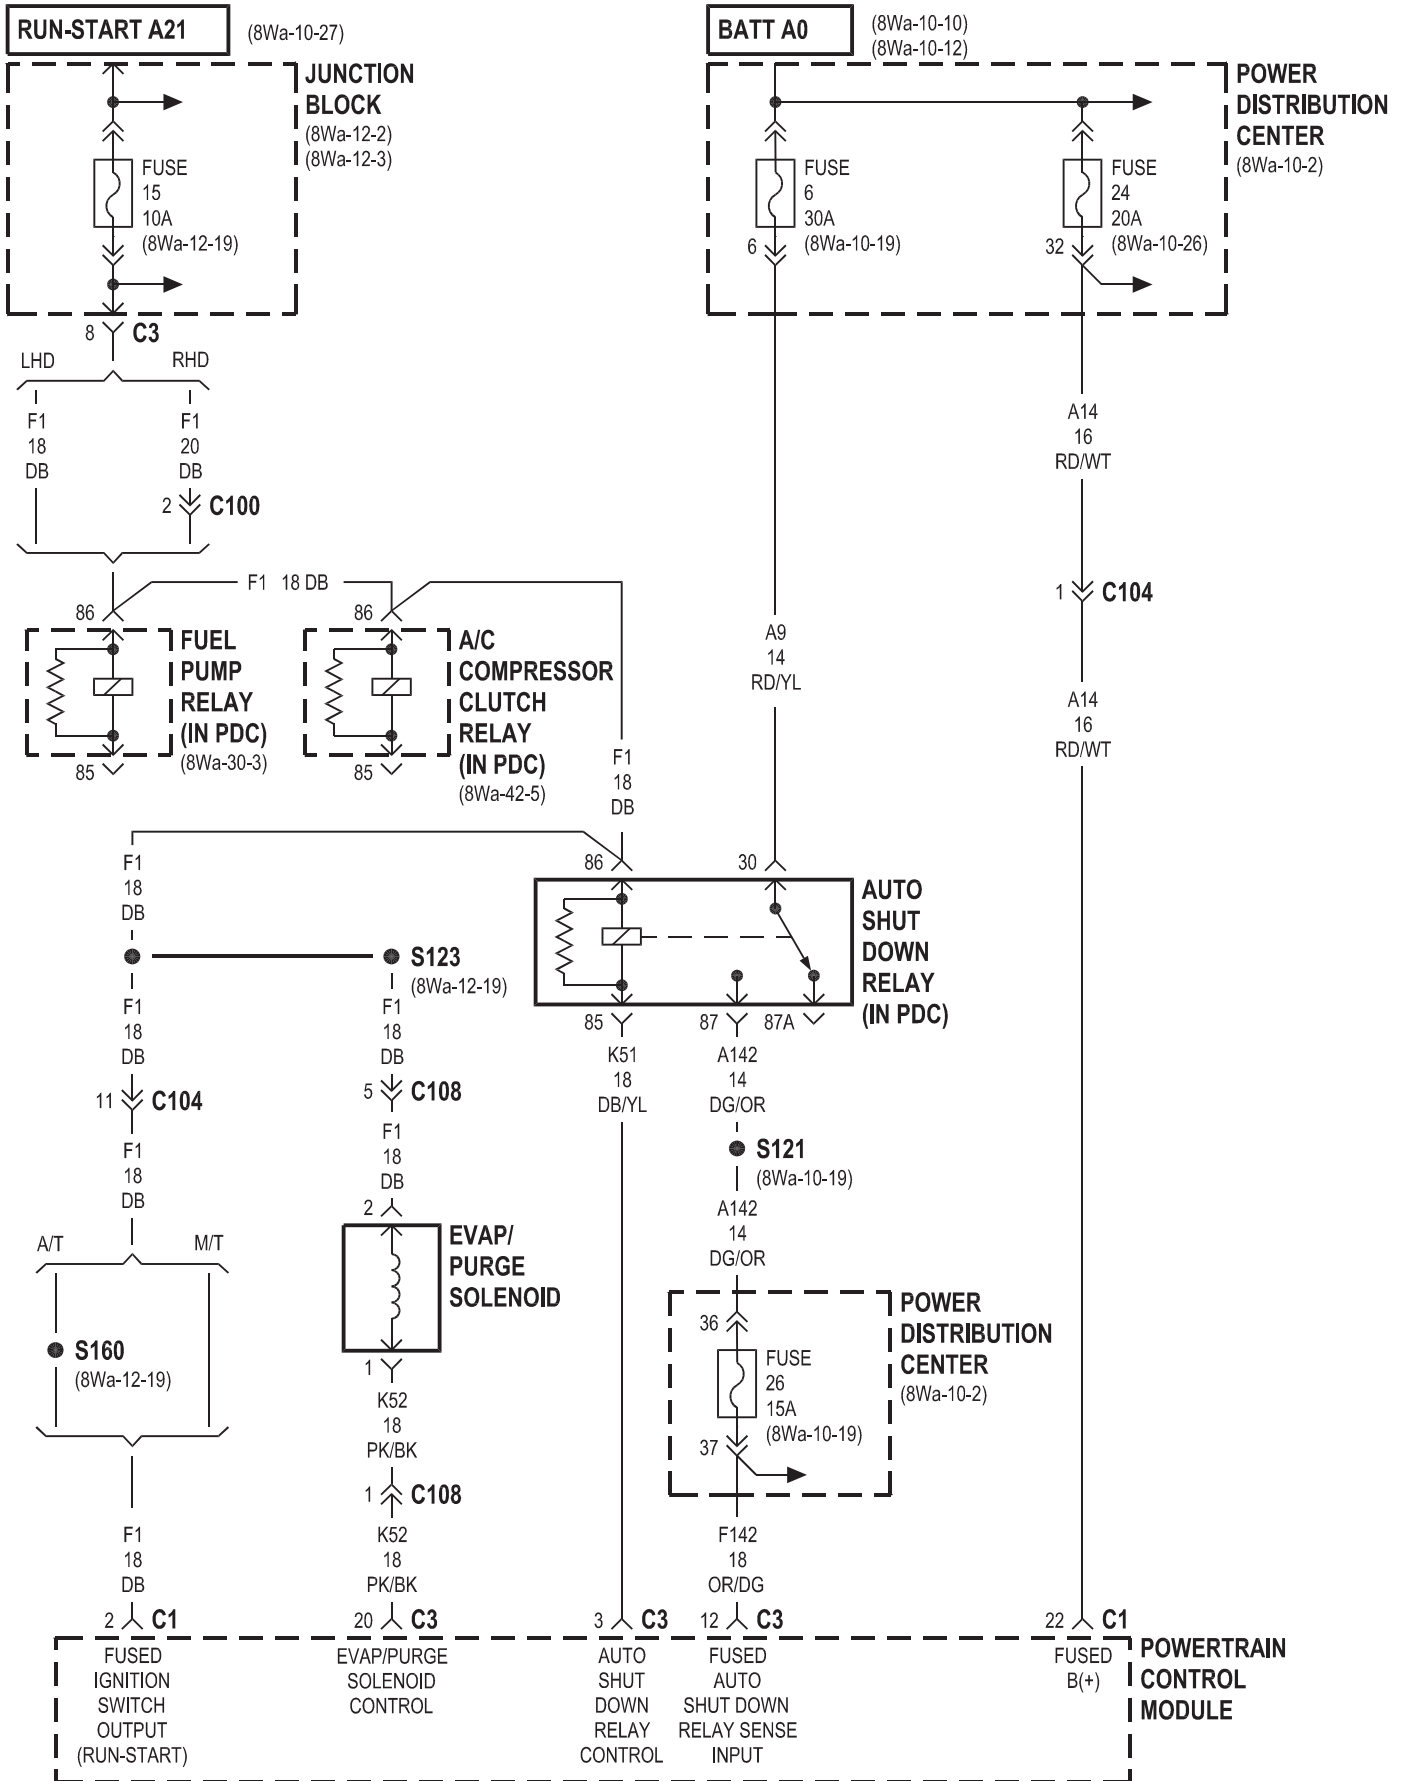 RUN-START A21
(8Wa-10-27)
BATT A0
(8Wa-10-10)
(8Wa-10-12)
JUNCTION
BLOCK
(8Wa-12-2)
(8Wa-12-3)
FUSE
15
10A
(8Wa-12-19)
POWER
DISTRIBUTION
CENTER
(8Wa-10-2)
FUSE
6
30A
(8Wa-10-19)
6
FUSE
24
20A
(8Wa-10-26)
32
8
C3
LHD
RHD
F1
18
DB
F1
20
DB
2
C100
A14
16
RD/WT
1
C104
F1 18 DB
86
86
FUEL
PUMP
RELAY
(IN PDC)
(8Wa-30-3)
85
A/C
COMPRESSOR
CLUTCH
RELAY
(IN PDC)
(8Wa-42-5)
85
A9
14
RD/YL
A14
16
RD/WT
F1
18
DB
F1
18
DB
86
30
AUTO
SHUT
DOWN
RELAY
(IN PDC)
S123
(8Wa-12-19)
F1
18
DB
F1
18
DB
85
87
87A
K51
18
DB/YL
A142
14
DG/OR
11
C104
5
C108
S121
(8Wa-10-19)
F1
18
DB
F1
18
DB
A142
14
DG/OR
2
A/T
M/T
EVAP/
PURGE
SOLENOID
1
S160
(8Wa-12-19)
POWER
DISTRIBUTION
CENTER
(8Wa-10-2)
36
FUSE
26
15A
(8Wa-10-19)
37
K52
18
PK/BK
1
C108
F1
18
DB
K52
18
PK/BK
F142
18
OR/DG
2
C1
20
C3
3
C3
12
C3
22
C1
FUSED
IGNITION
SWITCH
OUTPUT
(RUN-START)
EVAP/PURGE
SOLENOID
CONTROL
AUTO
SHUT
DOWN
RELAY
CONTROL
FUSED
AUTO
SHUT DOWN
RELAY SENSE
INPUT
FUSED
B(+)
POWERTRAIN
CONTROL
MODULE